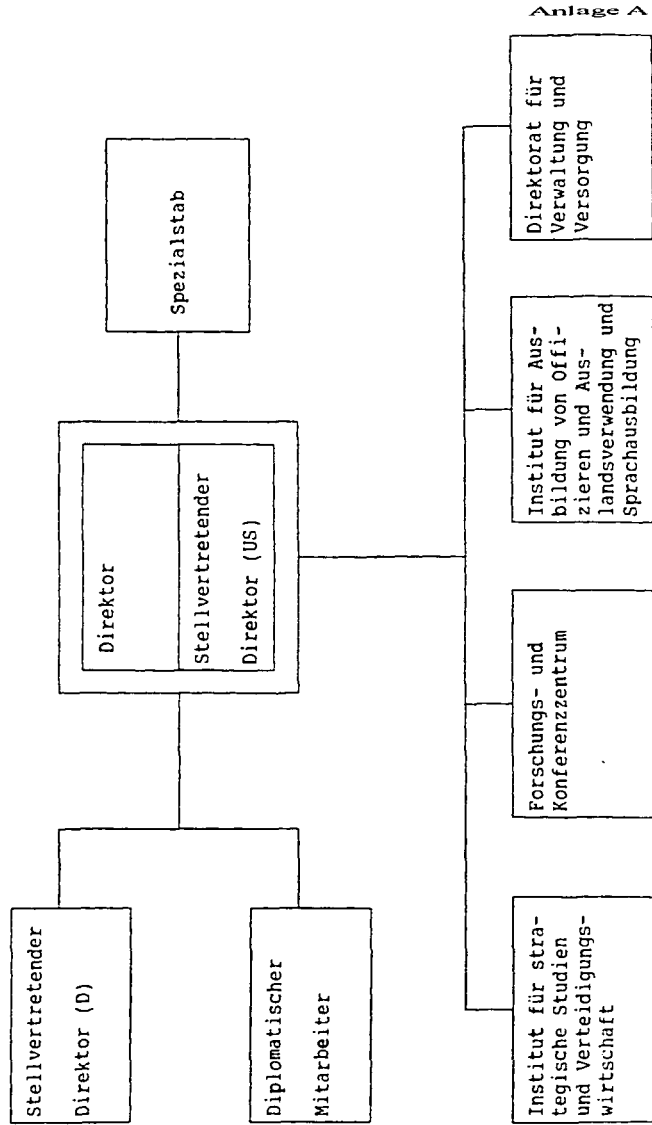 Anlage A
Stellvertretender
Direktor (D)
Diplomatischer
Mitarbeiter
Direktor
Stellvertretender
Direktor (US)
Spezialstab
Institut für stra-
tegische Studien
und Verteidigungs-
wirtschaft
Forschungs- und
Konferenzzentrum
Institut für Aus-
bildung von Offi-
zieren und Aus-
landsverwendung und
Sprachausbildung
Direktorat für
Verwaltung und
Versorgung